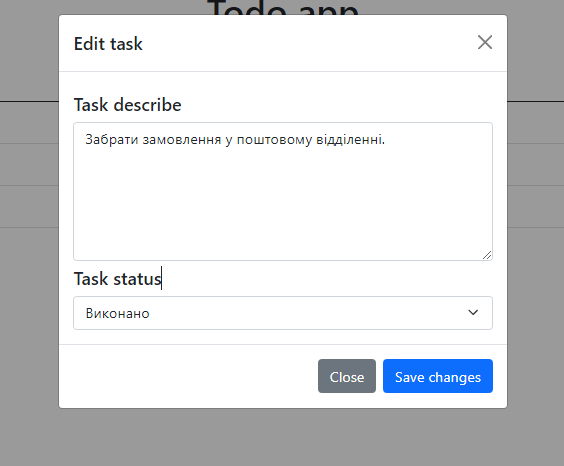 Todo app
Edit task
Task describe
Забрати замовлення у поштовому відділенні.
Task status
Виконано
Close
Save changes